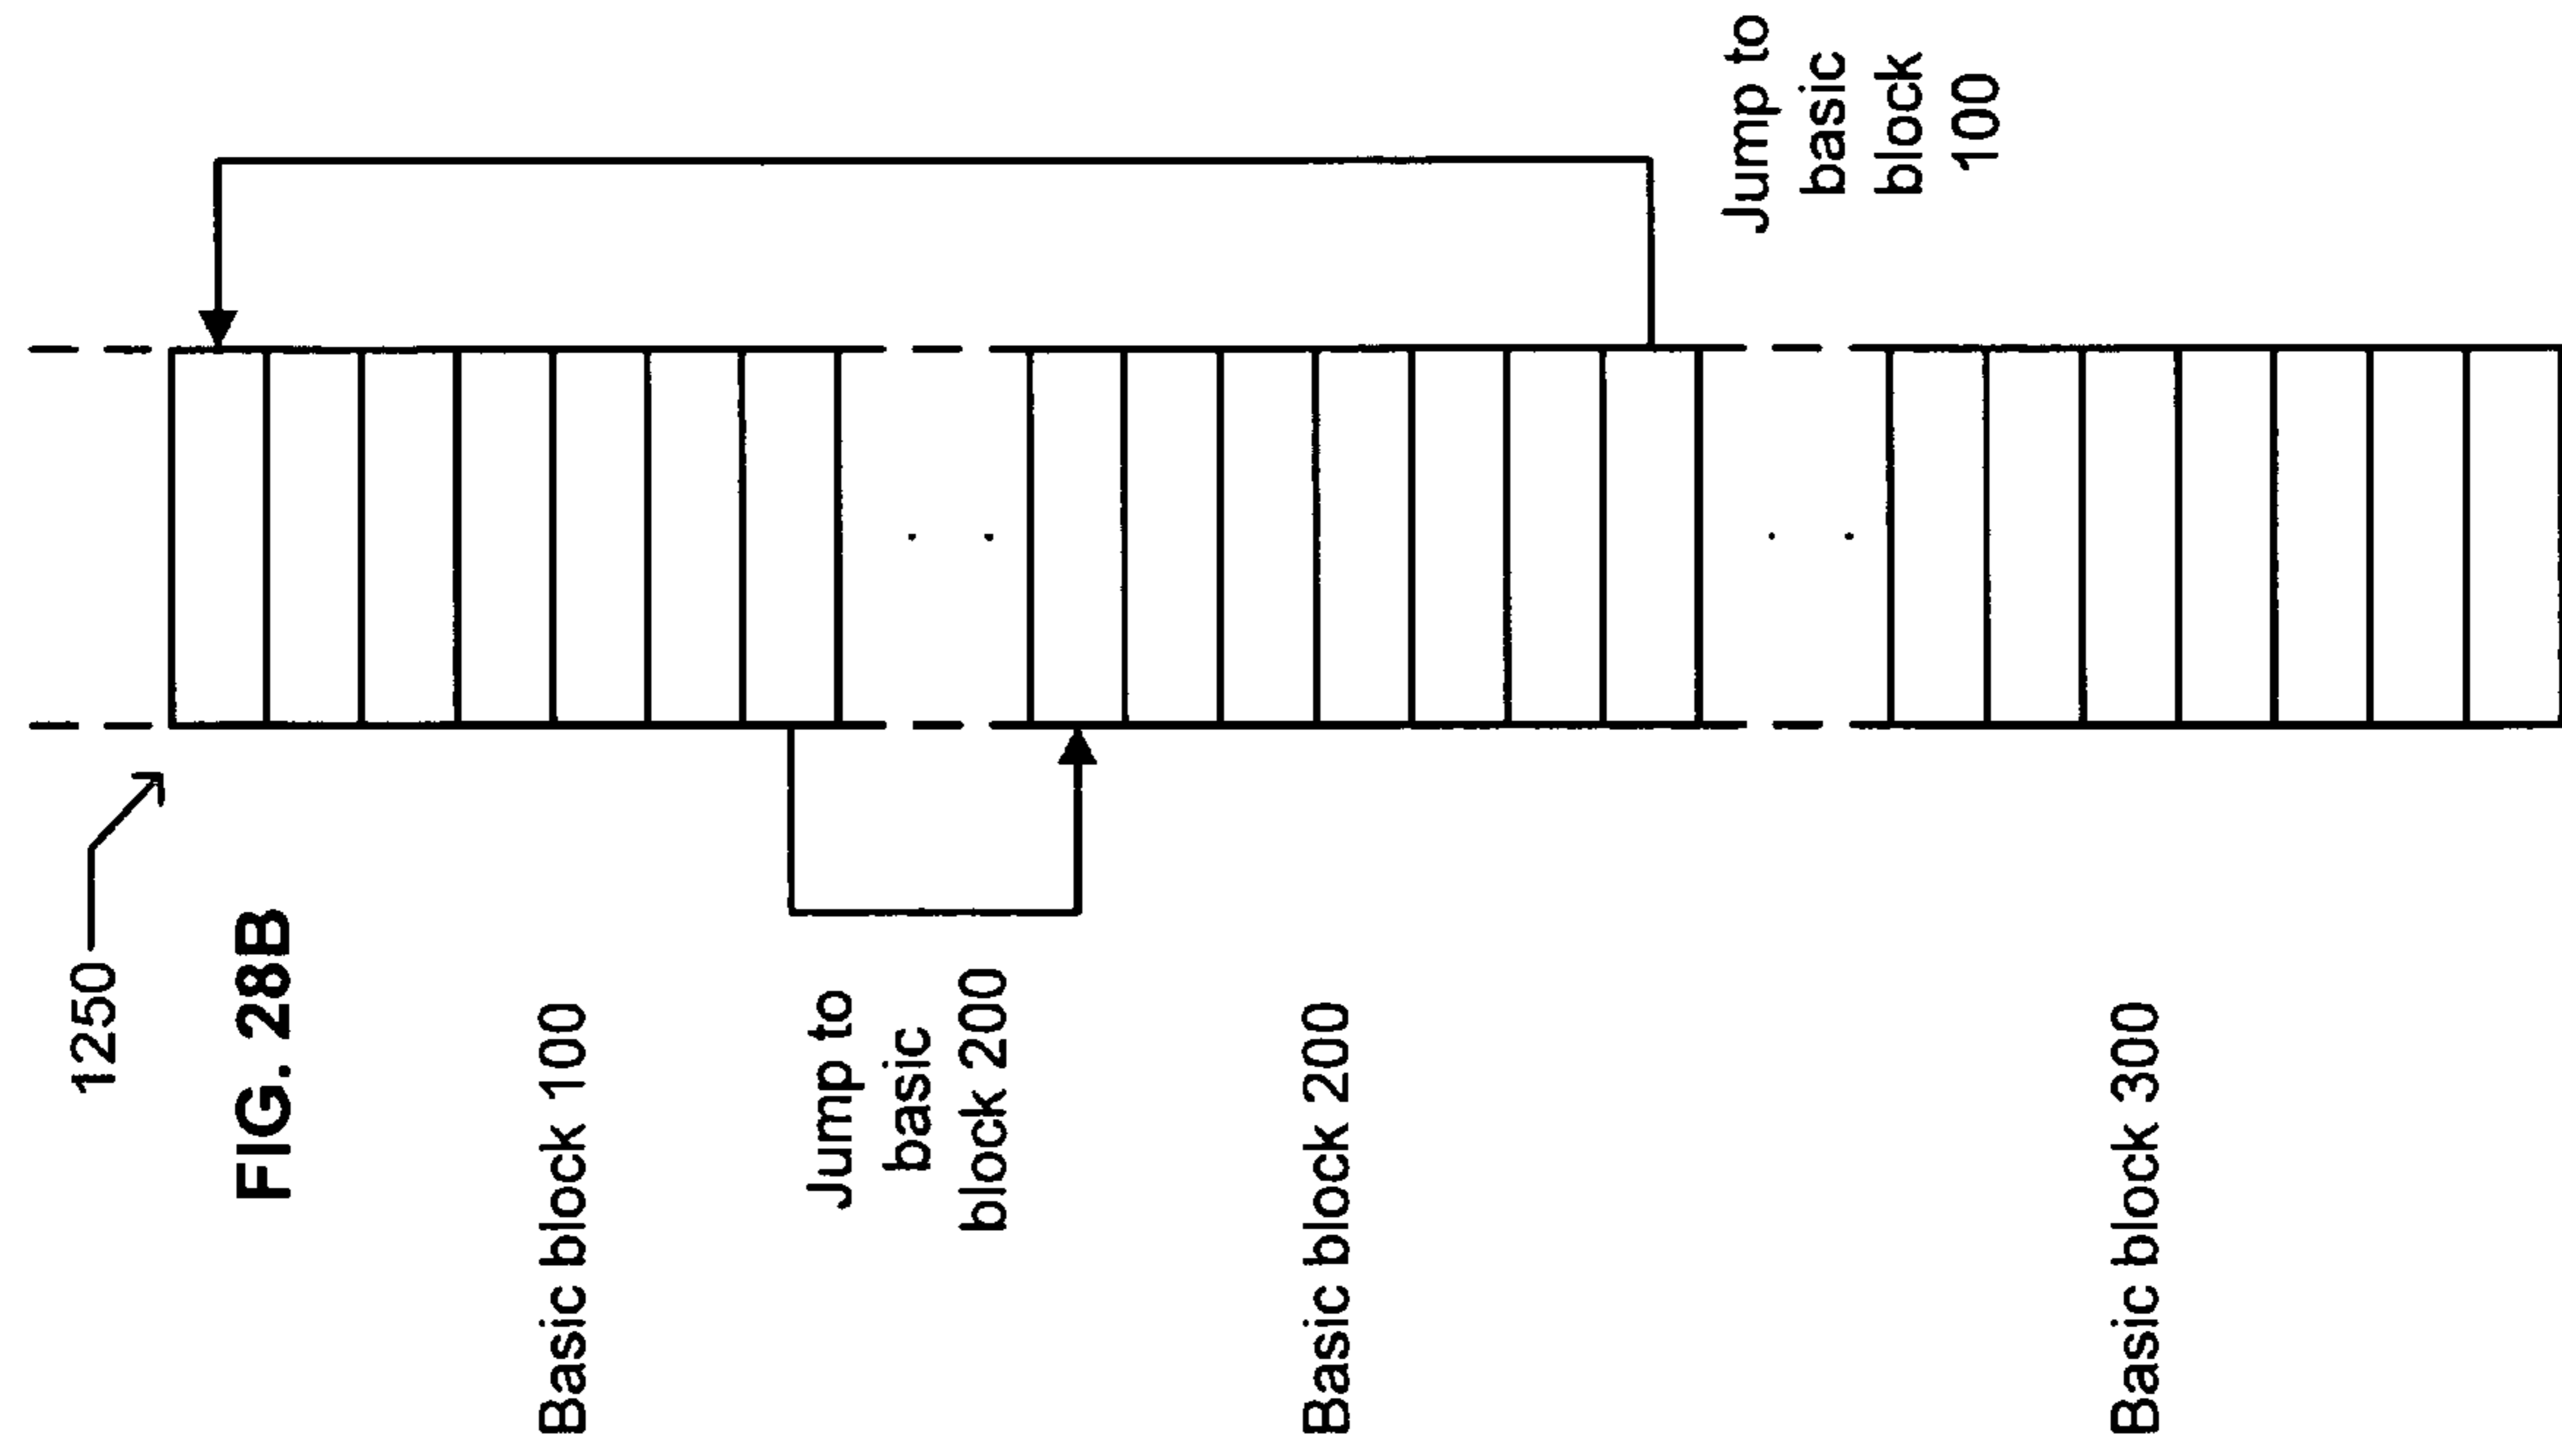 1250
FIG. 28B
Basic block 100
Jump to
basic
block 200
Basic block 200
Jump to
basic
block
100
Basic block 300